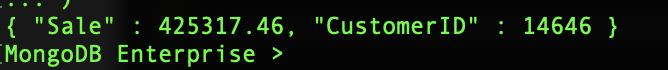 ... )
{ "Sale" : 425317.46, "CustomerID" : 14646 }
MongoDB Enterprise >